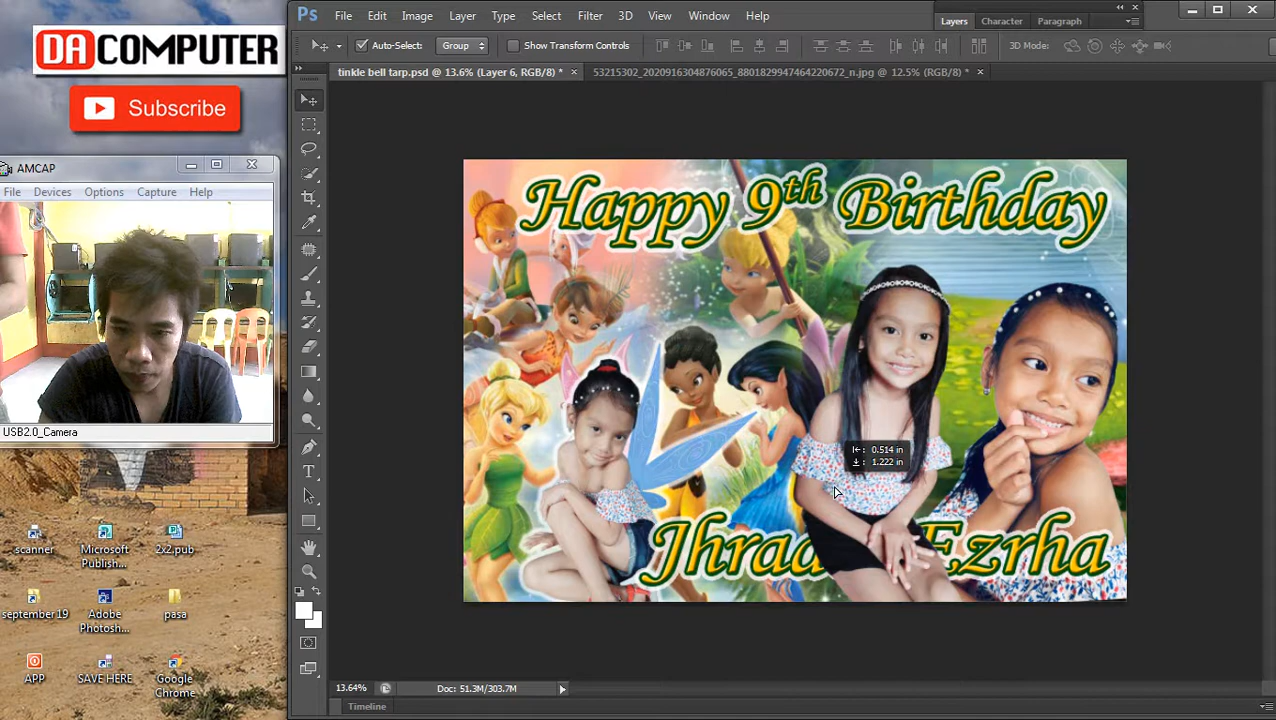 DACOMPUTER
Subscribe
AMCAP
File Devices Options Capture Help
USB2.0_Camera
scanner
Microsoft Publish...
2x2.pub
september 19
Adobe Photosh...
pasa
APP
SAVE HERE
Google Chrome
Ps File Edit Image Layer Type Select Filter 3D View Window Help
Layers Character Paragraph
Auto-Select: Group Show Transform Controls 3D Mode:
tinkle bell tarp.psd @ 13.6% (Layer 6, RGB/8) * × 53215302_2020916304876065_8801829947464220672_n.jpg @ 12.5% (RGB/8) * ×
Happy 9th Birthday
0.514 in
1.222 in
Jhrad Ezrha
13.64% Doc: 51.3M/303.7M
Timeline